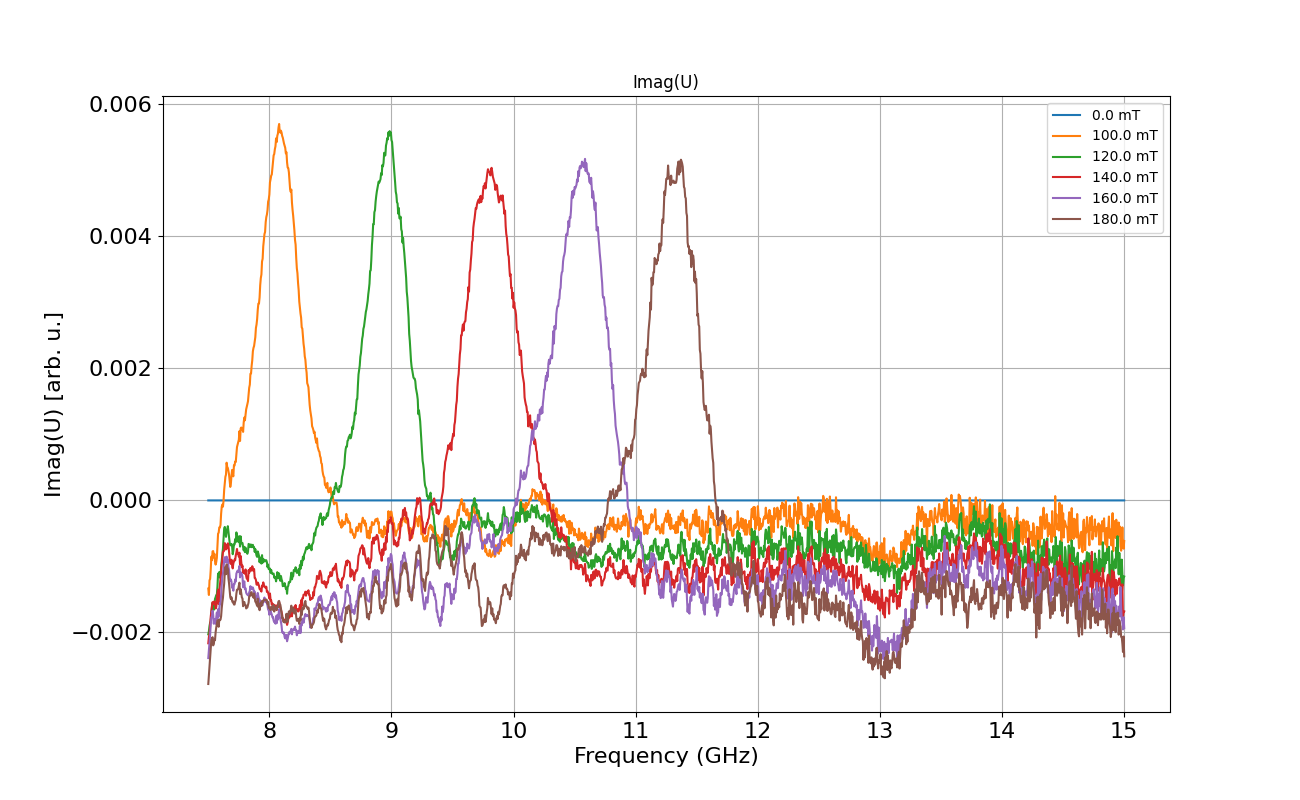 Imag(U)
0.006
0.004
0.002
0.000
−0.002
Imag(U) [arb. u.]
0.0 mT
100.0 mT
120.0 mT
140.0 mT
160.0 mT
180.0 mT
8 9 10 11 12 13 14 15
Frequency (GHz)